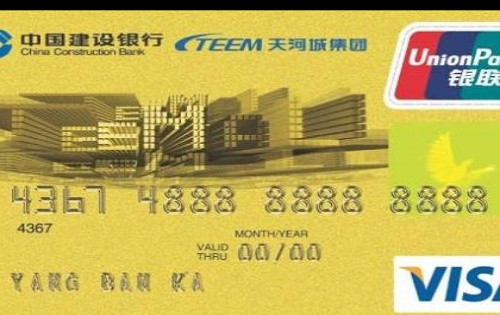 中国建设银行
China Construction Bank
TEEM 天河城集团
UnionPa
银联
4367 4888 8888 8888
4367
MONTH/YEAR
VALID THRU 00/00
YANG BAN KA
VISA